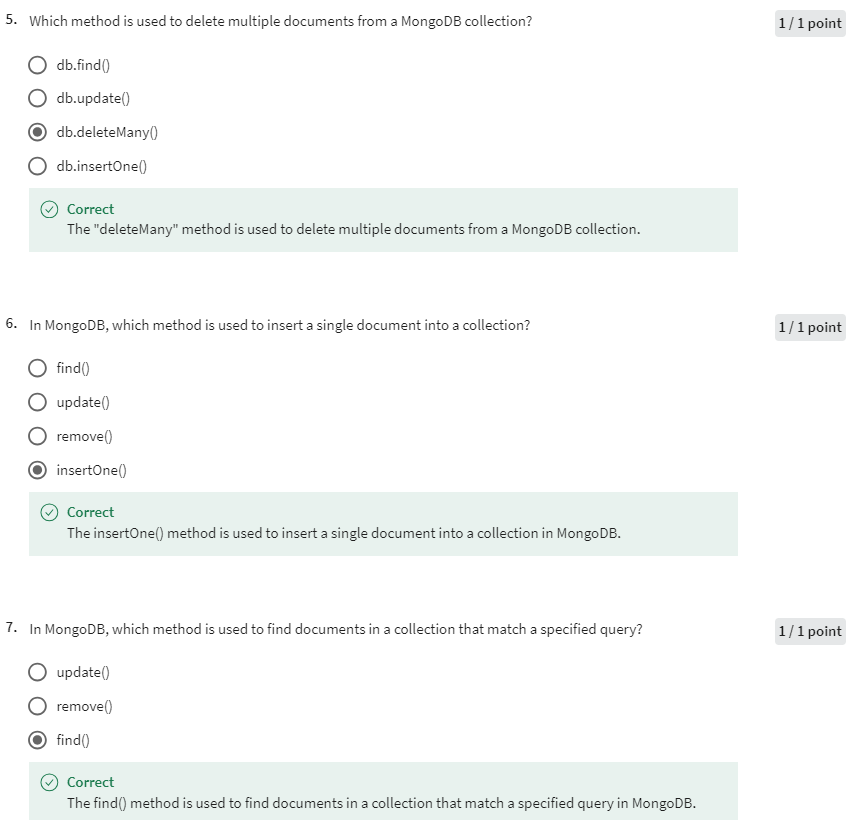 5. Which method is used to delete multiple documents from a MongoDB collection? 1 / 1 point
db.find()
db.update()
db.deleteMany()
db.insertOne()
Correct
The "deleteMany" method is used to delete multiple documents from a MongoDB collection.
6. In MongoDB, which method is used to insert a single document into a collection? 1 / 1 point
find()
update()
remove()
insertOne()
Correct
The insertOne() method is used to insert a single document into a collection in MongoDB.
7. In MongoDB, which method is used to find documents in a collection that match a specified query? 1 / 1 point
update()
remove()
find()
Correct
The find() method is used to find documents in a collection that match a specified query in MongoDB.